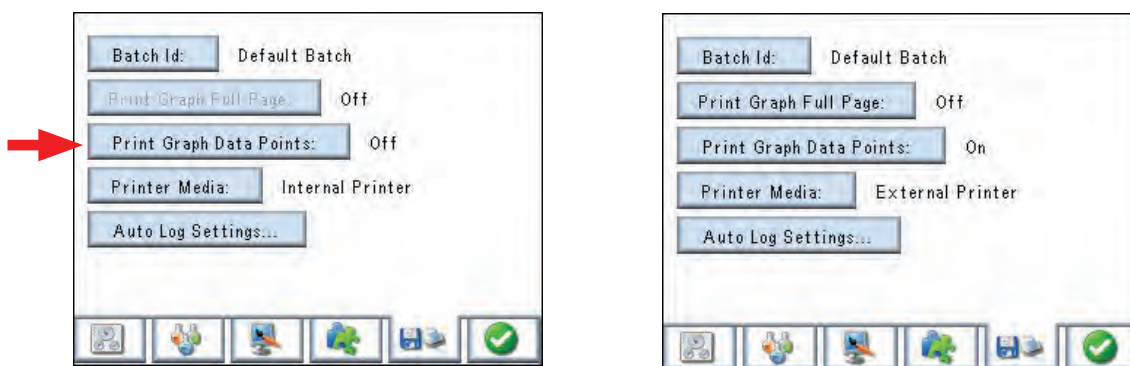 Batch Id: Default Batch
Print Graph Full Page: Off
Print Graph Data Points: Off
Printer Media: Internal Printer
Auto Log Settings...
Batch Id: Default Batch
Print Graph Full Page: Off
Print Graph Data Points: On
Printer Media: External Printer
Auto Log Settings...